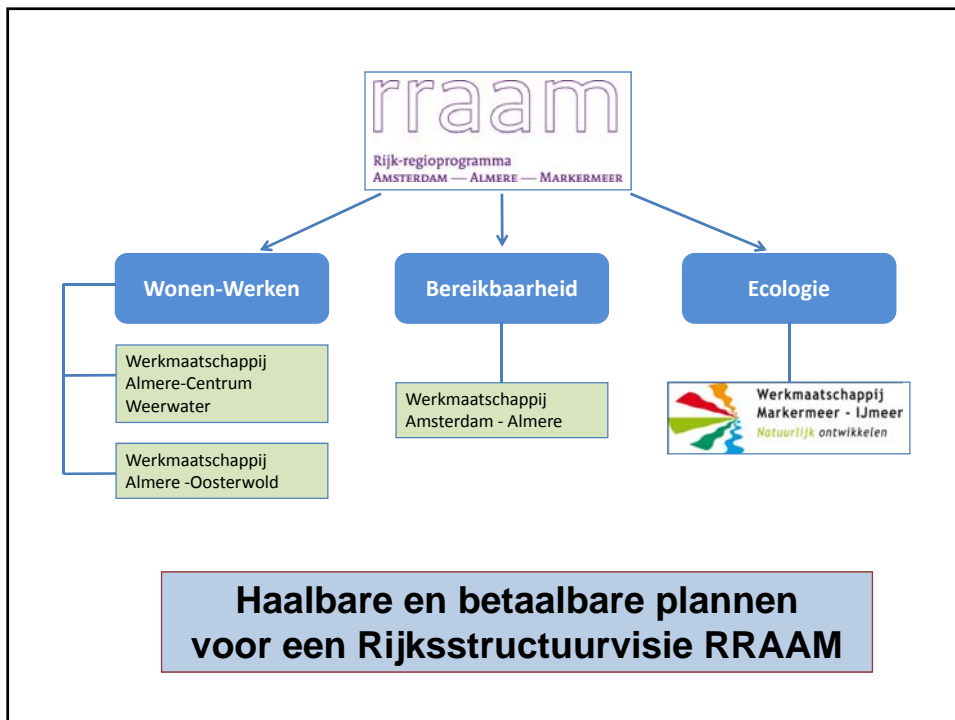 rraam
Rijk-regioprogramma
AMSTERDAM — ALMERE — MARKERMEER
Wonen-Werken
Bereikbaarheid
Ecologie
Werkmaatschappij
Almere-Centrum
Weerwater
Werkmaatschappij
Almere -Oosterwold
Werkmaatschappij
Amsterdam - Almere
Werkmaatschappij
Markermeer - IJmeer
Natuurlijk ontwikkelen
Haalbare en betaalbare plannen
voor een Rijksstructuurvisie RRAAM